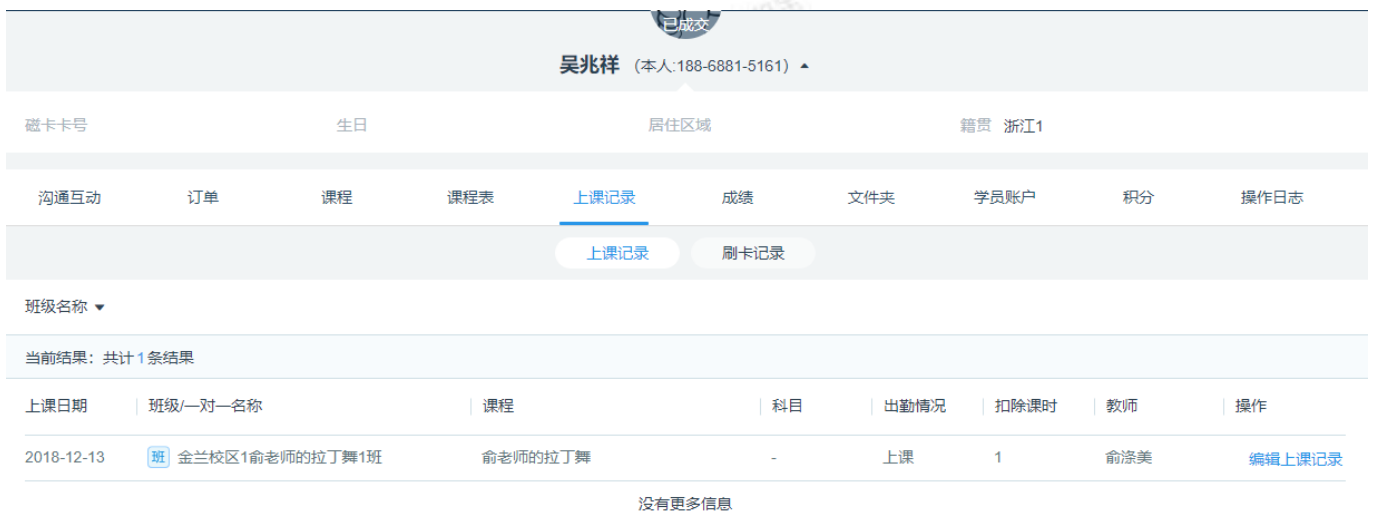 已成交
吴兆祥 (本人:188-6881-5161)
磁卡卡号 生日 居住区域 籍贯 浙江1
沟通互动 订单 课程 课程表 上课记录 成绩 文件夹 学员账户 积分 操作日志
上课记录 刷卡记录
班级名称
当前结果：共计1条结果
上课日期 班级/一对一名称 课程 科目 出勤情况 扣除课时 教师 操作
2018-12-13 班 金兰校区1俞老师的拉丁舞1班 俞老师的拉丁舞 - 上课 1 俞涤美 编辑上课记录
没有更多信息